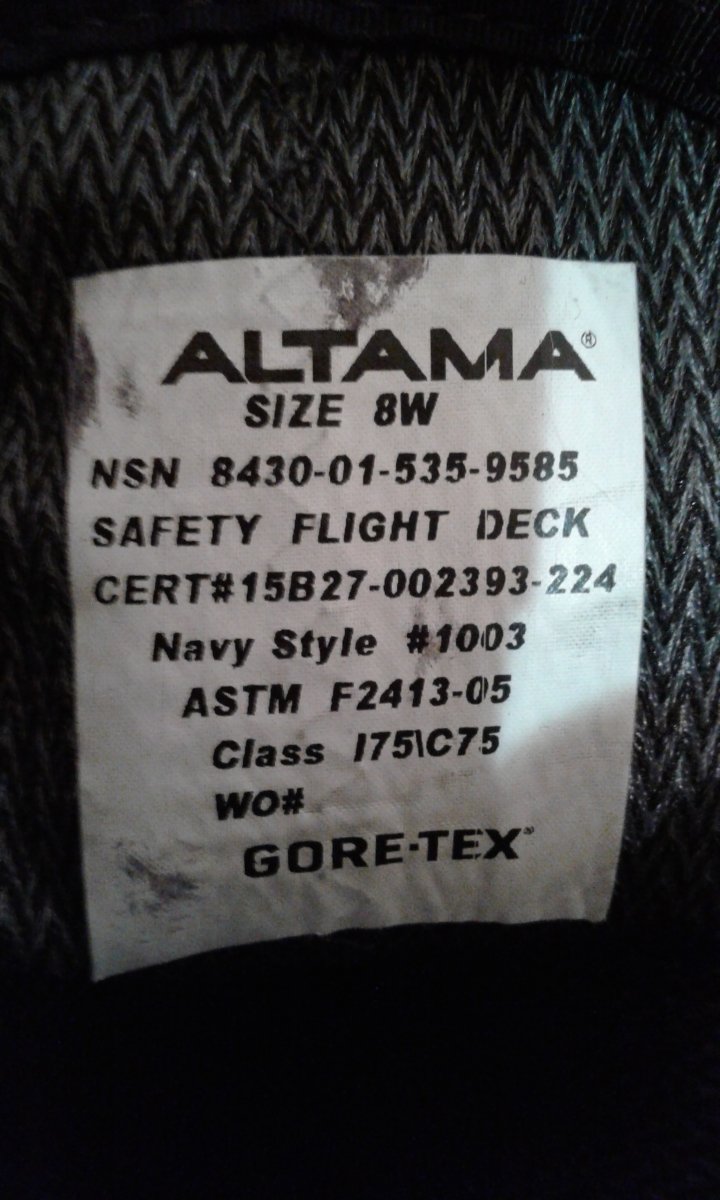 ALTAMA®
SIZE 8W
NSN 8430-01-535-9585
SAFETY FLIGHT DECK
CERT#15B27-002393-224
Navy Style #1003
ASTM F2413-05
Class I75\C75
WO#
GORE-TEX®